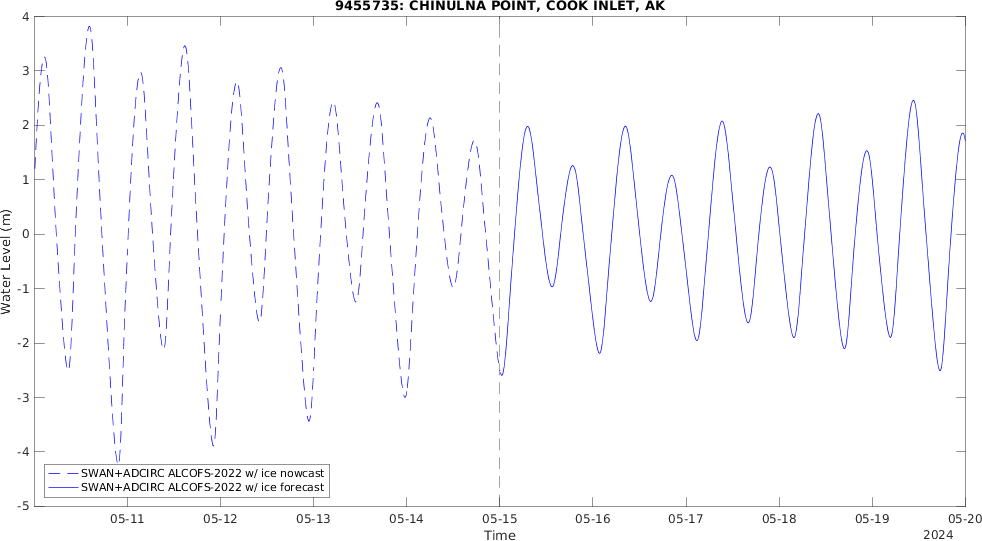 9455735: CHINULNA POINT, COOK INLET, AK
4
3
2
1
0
-1
-2
-3
-4
-5
Water Level (m)
SWAN+ADCIRC ALCOFS-2022 w/ ice nowcast
SWAN+ADCIRC ALCOFS-2022 w/ ice forecast
05-11 05-12 05-13 05-14 05-15 05-16 05-17 05-18 05-19 05-20
Time
2024